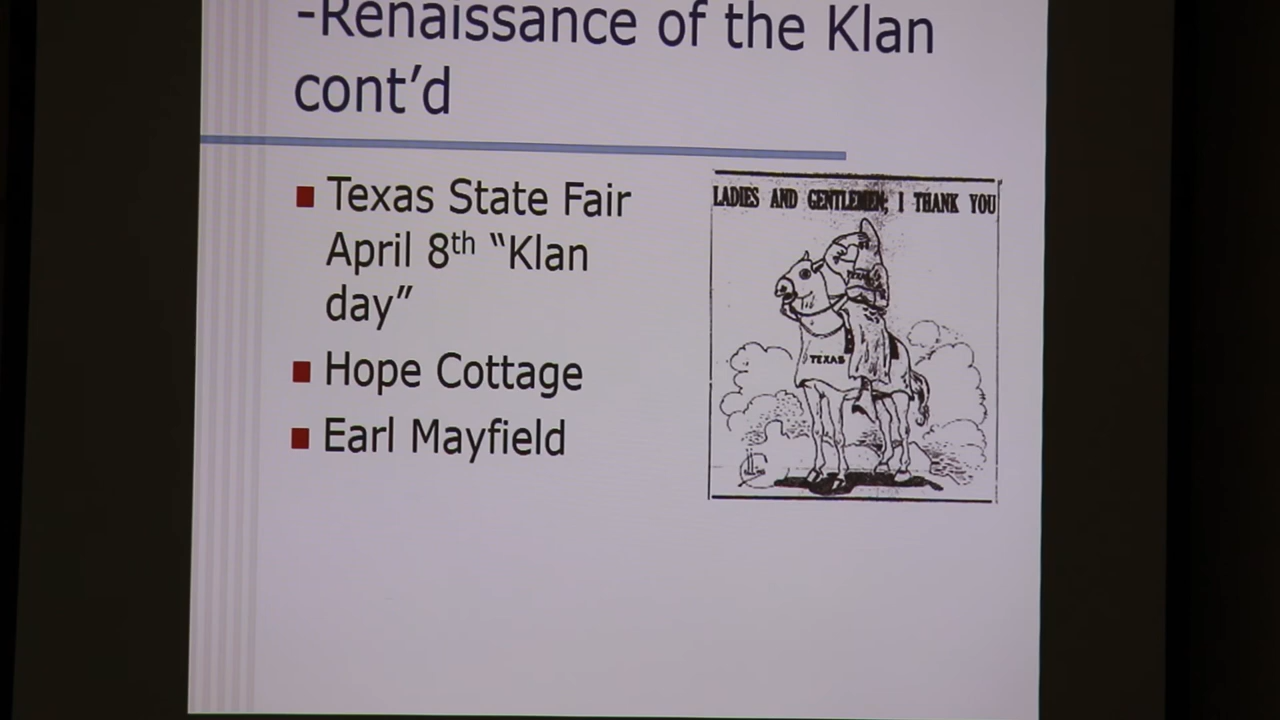 -Renaissance of the Klan
cont’d
Texas State Fair
April 8th “Klan
day”
Hope Cottage
Earl Mayfield
LADIES AND GENTLEMEN; I THANK YOU
TEXAS